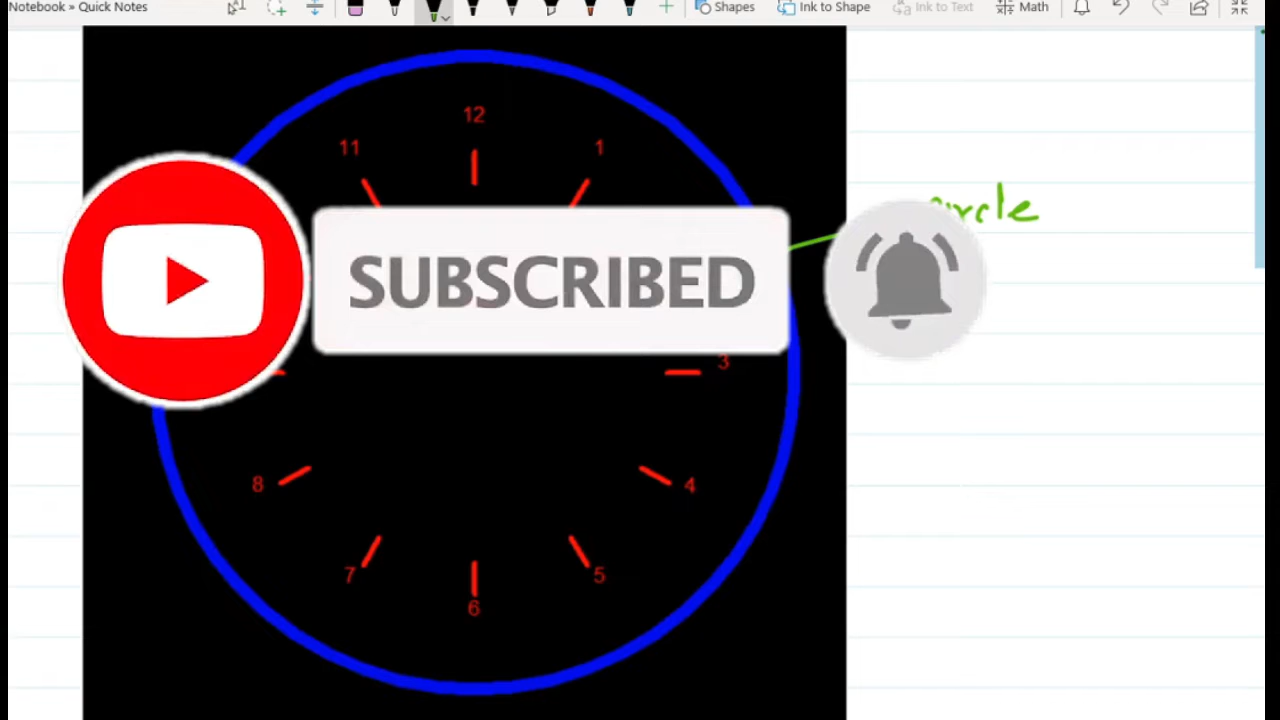 Notebook » Quick Notes
Shapes
Ink to Shape
Ink to Text
Math
12
11
1
SUBSCRIBED
3
8
4
7
5
6